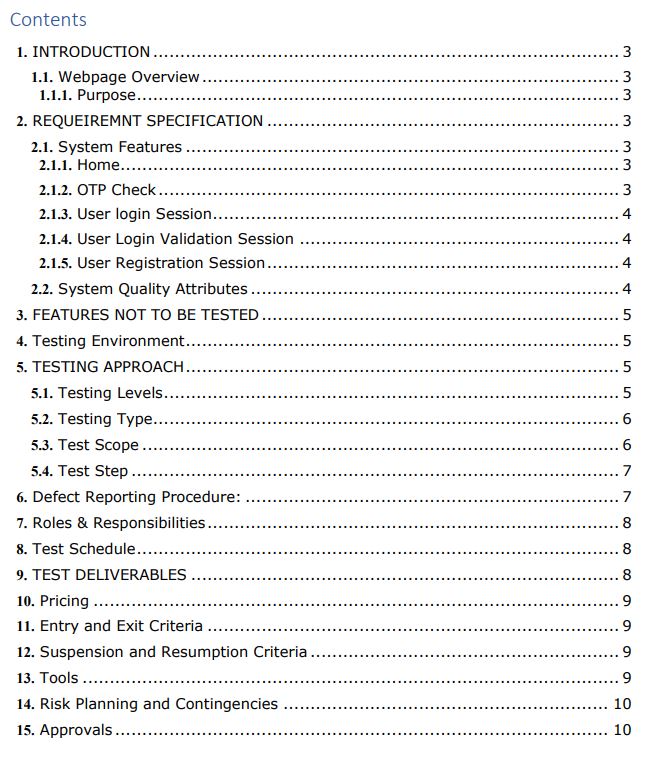 Contents
1. INTRODUCTION ........................................................................................ 3
1.1. Webpage Overview ........................................................................................ 3
1.1.1. Purpose........................................................................................ 3
2. REQUEIREMNT SPECIFICATION ........................................................................................ 3
2.1. System Features ........................................................................................ 3
2.1.1. Home........................................................................................ 3
2.1.2. OTP Check ........................................................................................ 3
2.1.3. User login Session........................................................................................ 4
2.1.4. User Login Validation Session ........................................................................................ 4
2.1.5. User Registration Session........................................................................................ 4
2.2. System Quality Attributes ........................................................................................ 4
3. FEATURES NOT TO BE TESTED ........................................................................................ 5
4. Testing Environment........................................................................................ 5
5. TESTING APPROACH........................................................................................ 5
5.1. Testing Levels........................................................................................ 5
5.2. Testing Type........................................................................................ 6
5.3. Test Scope ........................................................................................ 6
5.4. Test Step ........................................................................................ 7
6. Defect Reporting Procedure: ........................................................................................ 7
7. Roles & Responsibilities........................................................................................ 8
8. Test Schedule........................................................................................ 8
9. TEST DELIVERABLES ........................................................................................ 8
10. Pricing ........................................................................................ 9
11. Entry and Exit Criteria ........................................................................................ 9
12. Suspension and Resumption Criteria ........................................................................................ 9
13. Tools ........................................................................................ 9
14. Risk Planning and Contingencies ........................................................................................ 10
15. Approvals ........................................................................................ 10